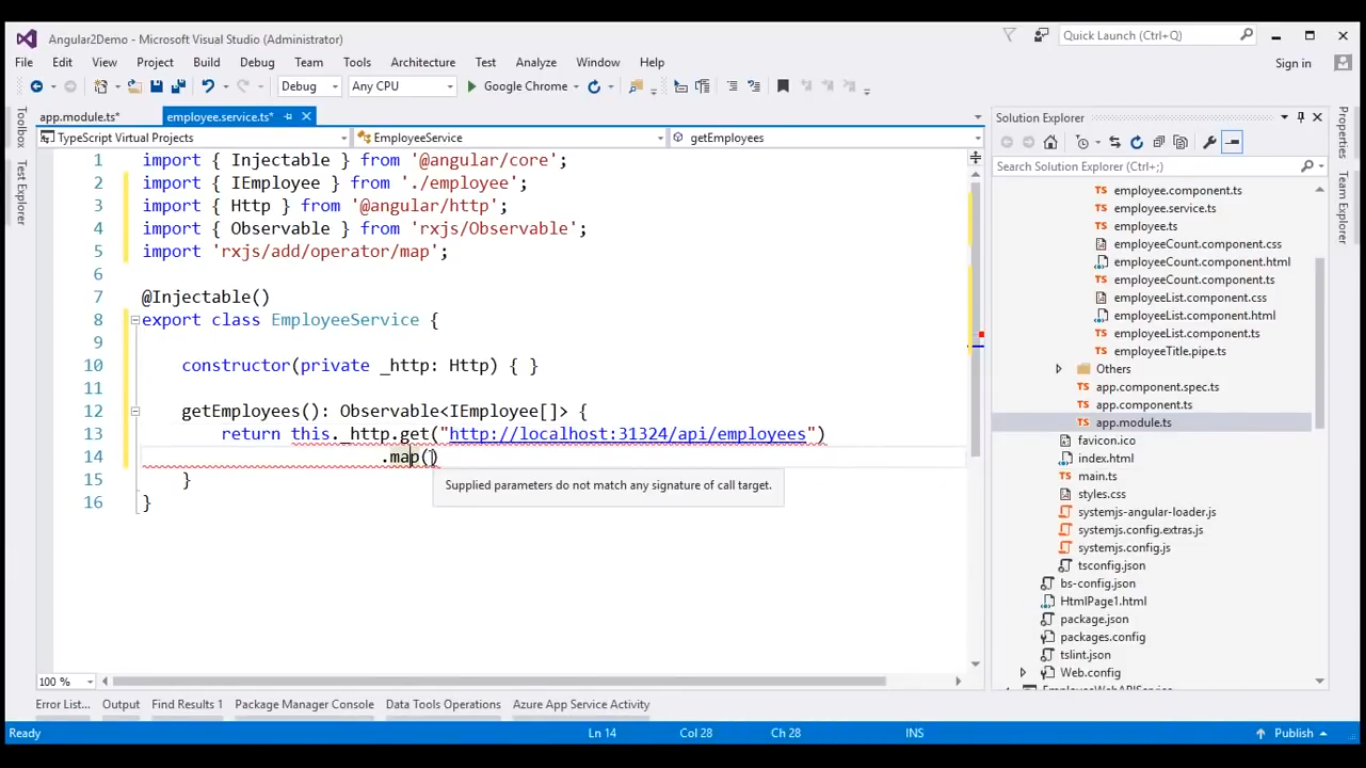 Angular2Demo - Microsoft Visual Studio (Administrator)
Quick Launch (Ctrl+Q)
File Edit View Project Build Debug Team Tools Architecture Test Analyze Window Help
Sign in
Debug Any CPU Google Chrome
Toolbox
Test Explorer
app.module.ts* employee.service.ts*
TypeScript Virtual Projects EmployeeService getEmployees
1 import { Injectable } from '@angular/core';
2 import { IEmployee } from './employee';
3 import { Http } from '@angular/http';
4 import { Observable } from 'rxjs/Observable';
5 import 'rxjs/add/operator/map';
6
7 @Injectable()
8 export class EmployeeService {
9
10 constructor(private _http: Http) { }
11
12 getEmployees(): Observable<IEmployee[]> {
13 return this._http.get("http://localhost:31324/api/employees")
14 .map()
15 }
16 }
Supplied parameters do not match any signature of call target.
100 %
Solution Explorer
Search Solution Explorer (Ctrl+;)
employee.component.ts
employee.service.ts
employee.ts
employeeCount.component.css
employeeCount.component.html
employeeCount.component.ts
employeeList.component.css
employeeList.component.html
employeeList.component.ts
employeeTitle.pipe.ts
Others
app.component.spec.ts
app.component.ts
app.module.ts
favicon.ico
index.html
main.ts
styles.css
systemjs-angular-loader.js
systemjs.config.extras.js
systemjs.config.js
tsconfig.json
bs-config.json
HtmlPage1.html
package.json
packages.config
tslint.json
Web.config
EmployeeWebAPIService
Properties
Team Explorer
Error List... Output Find Results 1 Package Manager Console Data Tools Operations Azure App Service Activity
Ready Ln 14 Col 28 Ch 28 INS Publish